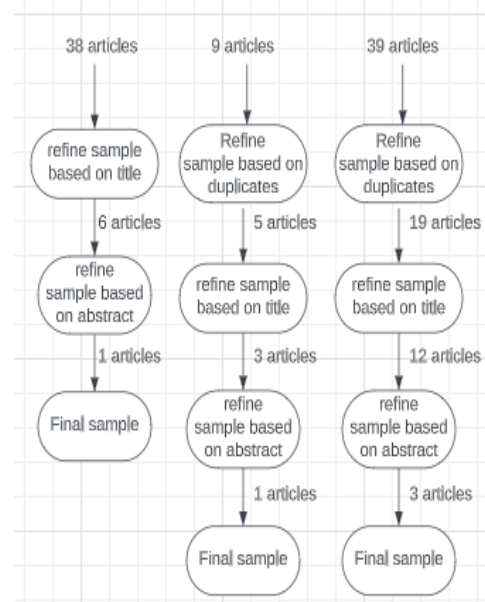 38 articles
refine sample
based on title
6 articles
refine
sample based
on abstract
1 articles
Final sample
9 articles
Refine
sample based on
duplicates
5 articles
refine sample
based on title
3 articles
refine
sample based
on abstract
1 articles
Final sample
39 articles
Refine
sample based on
duplicates
19 articles
refine sample
based on title
12 articles
refine
sample based
on abstract
3 articles
Final sample